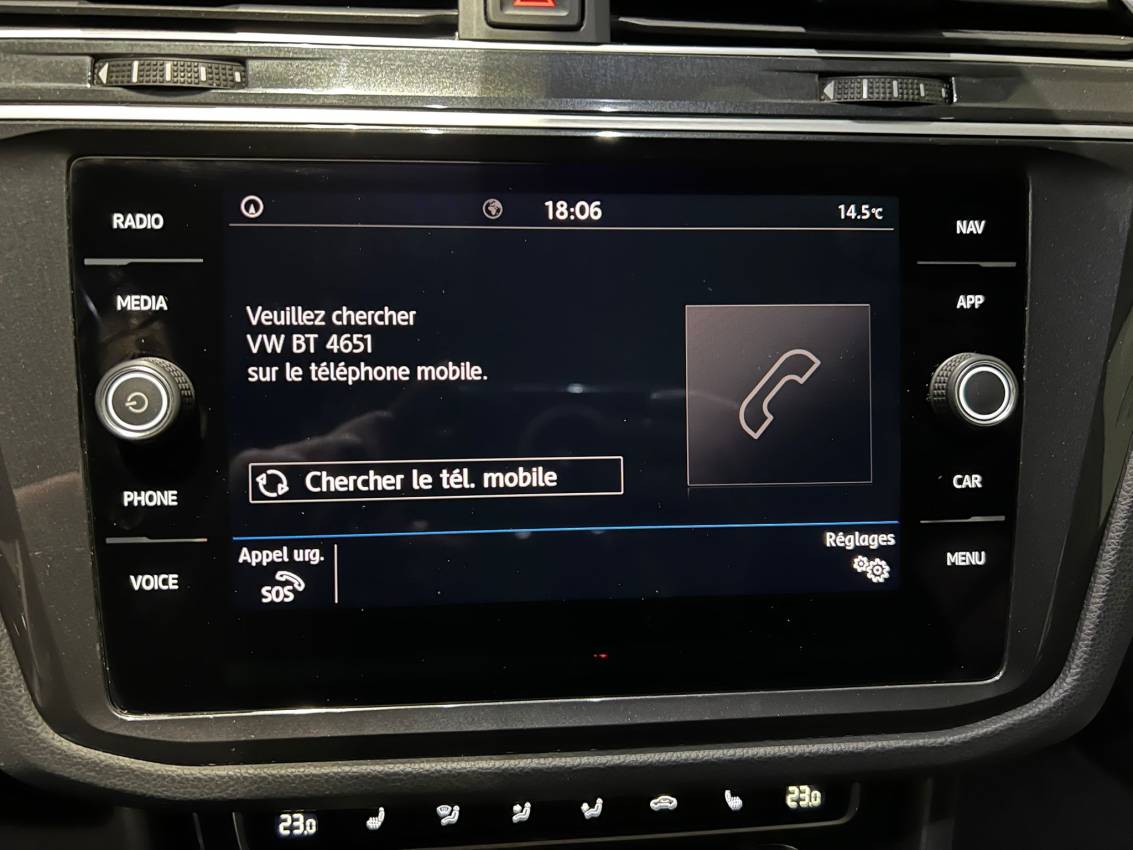 RADIO
MEDIA
PHONE
VOICE
18:06
14.5°C
Veuillez chercher
VW BT 4651
sur le téléphone mobile.
Chercher le tél. mobile
Appel urg.
SOS
Réglages
NAV
APP
CAR
MENU
23.0
23.0